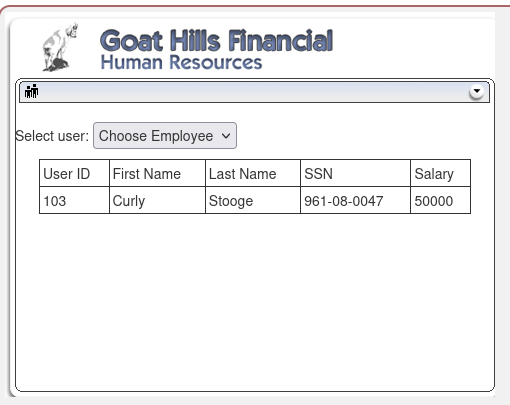 Goat Hills Financial
Human Resources
Select user: Choose Employee
User ID First Name Last Name SSN Salary
103 Curly Stooge 961-08-0047 50000